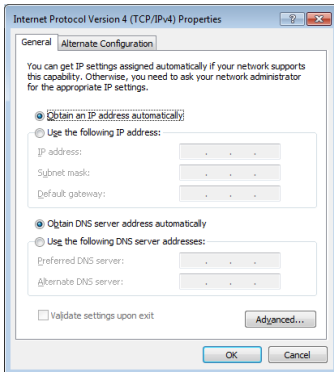 Internet Protocol Version 4 (TCP/IPv4) Properties
General
Alternate Configuration
You can get IP settings assigned automatically if your network supports
this capability. Otherwise, you need to ask your network administrator
for the appropriate IP settings.
Obtain an IP address automatically
Use the following IP address:
IP address:
Subnet mask:
Default gateway:
Obtain DNS server address automatically
Use the following DNS server addresses:
Preferred DNS server:
Alternate DNS server:
Validate settings upon exit
Advanced...
OK
Cancel